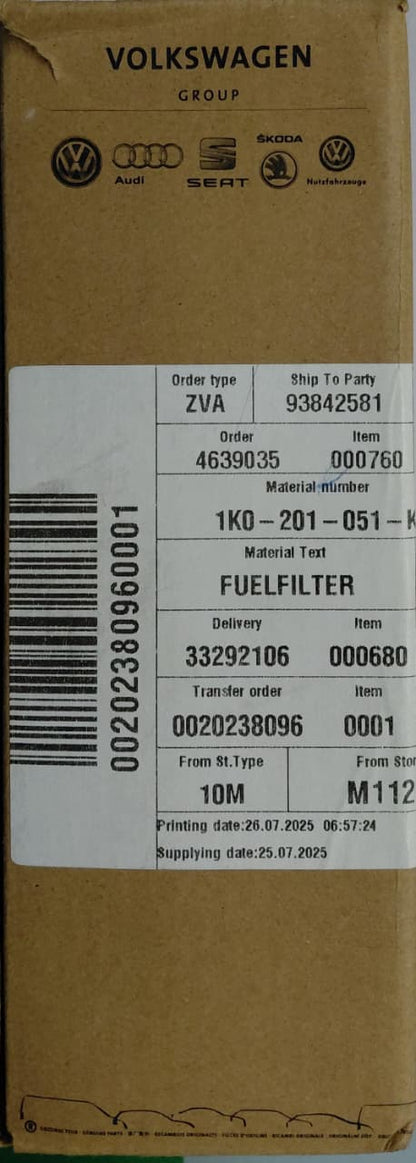 VOLKSWAGEN
GROUP
ŠKODA
Audi SEAT Nutzfahrzeuge
Order type Ship To Party
ZVA 93842581
Order Item
4639035 000760
Material number
1K0-201-051-K
Material Text
FUELFILTER
Delivery Item
33292106 000680
Transfer order Item
0020238096 0001
From St.Type From Stor
10M M112
Printing date:26.07.2025 06:57:24
Supplying date:25.07.2025
00202380960001